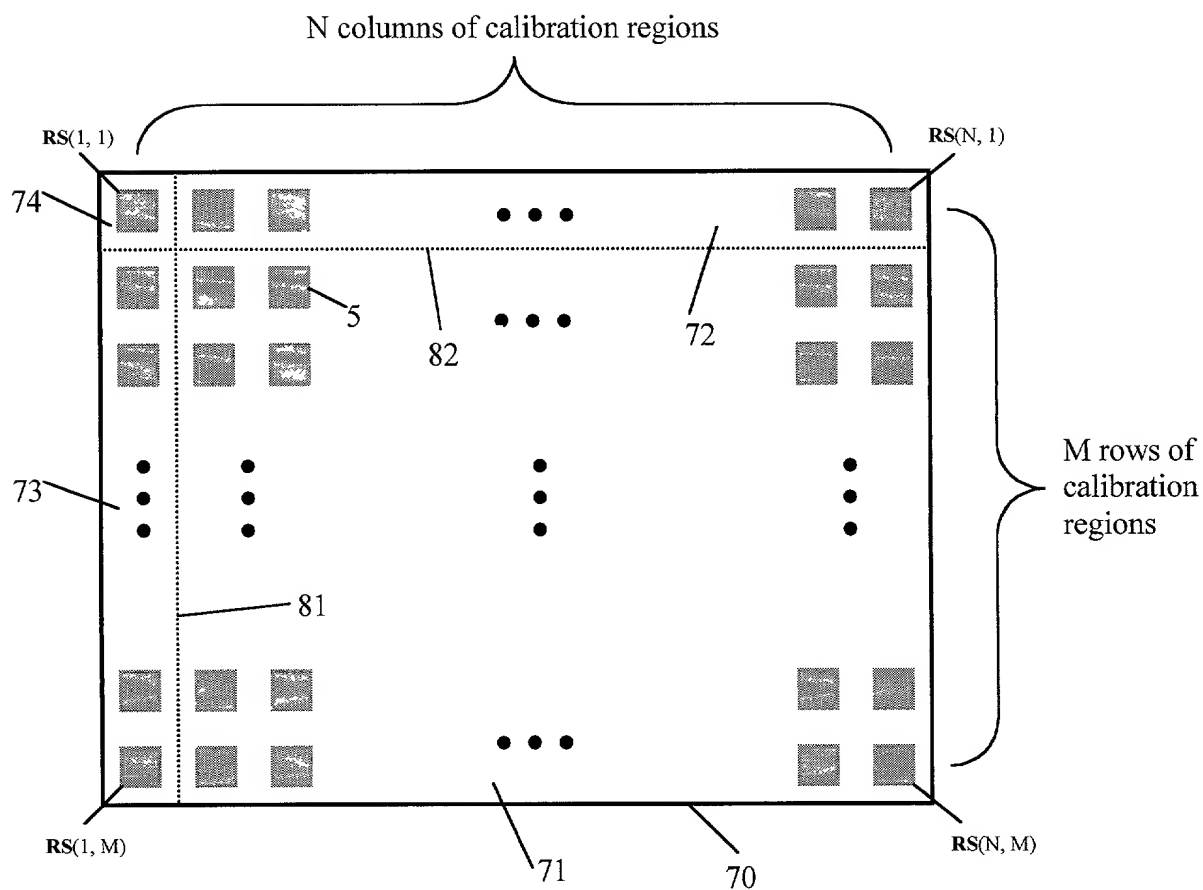 N columns of calibration regions
RS(1, 1)
RS(N, 1)
74
5
82
72
73
M rows of
calibration
regions
81
RS(1, M)
71
70
RS(N, M)